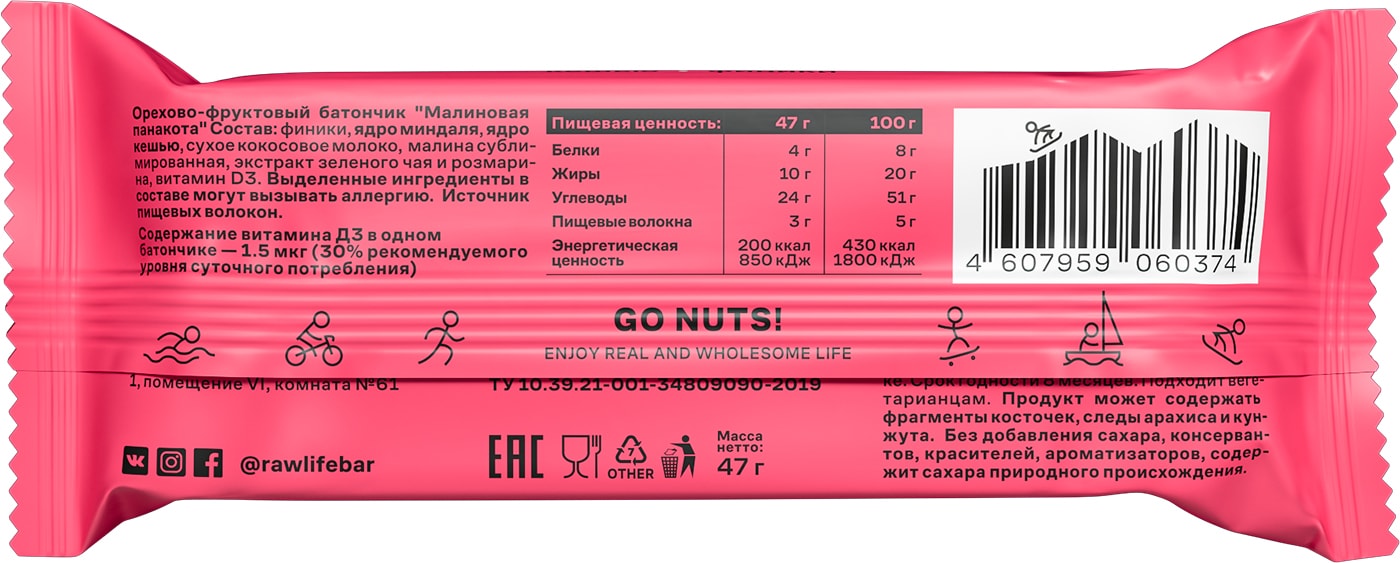 Орехово-фруктовый батончик "Малиновая
панакота" Состав: финики, ядро миндаля, ядро
кешью, сухое кокосовое молоко, малина субли-
мированная, экстракт зеленого чая и розмари-
на, витамин D3. Выделенные ингредиенты в
составе могут вызывать аллергию. Источник
пищевых волокон.
Содержание витамина Д3 в одном
батончике — 1.5 мкг (30% рекомендуемого
уровня суточного потребления)
Пищевая ценность: 47 г 100 г
Белки 4 г 8 г
Жиры 10 г 20 г
Углеводы 24 г 51 г
Пищевые волокна 3 г 5 г
Энергетическая 200 ккал 430 ккал
ценность 850 кДж 1800 кДж
4 607959 060374
GO NUTS!
ENJOY REAL AND WHOLESOME LIFE
1, помещение VI, комната №61
ТУ 10.39.21-001-34809090-2019
ке. Срок годности 8 месяцев. Подходит веге-
тарианцам. Продукт может содержать
фрагменты косточек, следы арахиса и кун-
жута. Без добавления сахара, консерван-
тов, красителей, ароматизаторов, содер-
жит сахара природного происхождения.
@rawlifebar
EAC
7
OTHER
Масса
нетто:
47 г